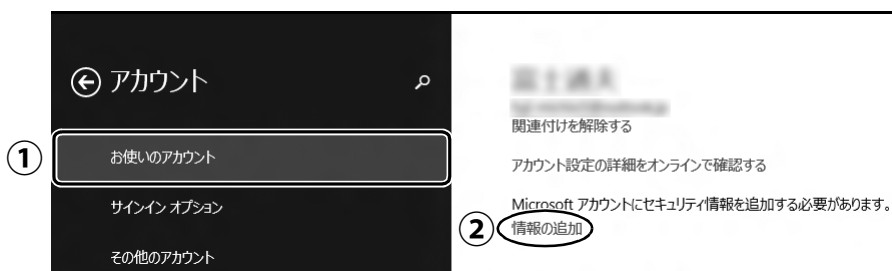 アカウント
① お使いのアカウント
サインイン オプション
その他のアカウント
関連付けを解除する
アカウント設定の詳細をオンラインで確認する
Microsoft アカウントにセキュリティ情報を追加する必要があります。
② 情報の追加